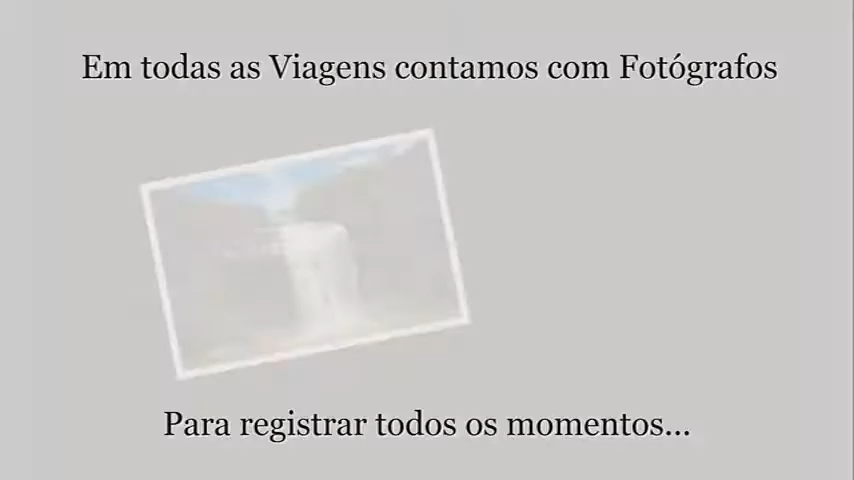 Em todas as Viagens contamos com Fotógrafos
Para registrar todos os momentos...